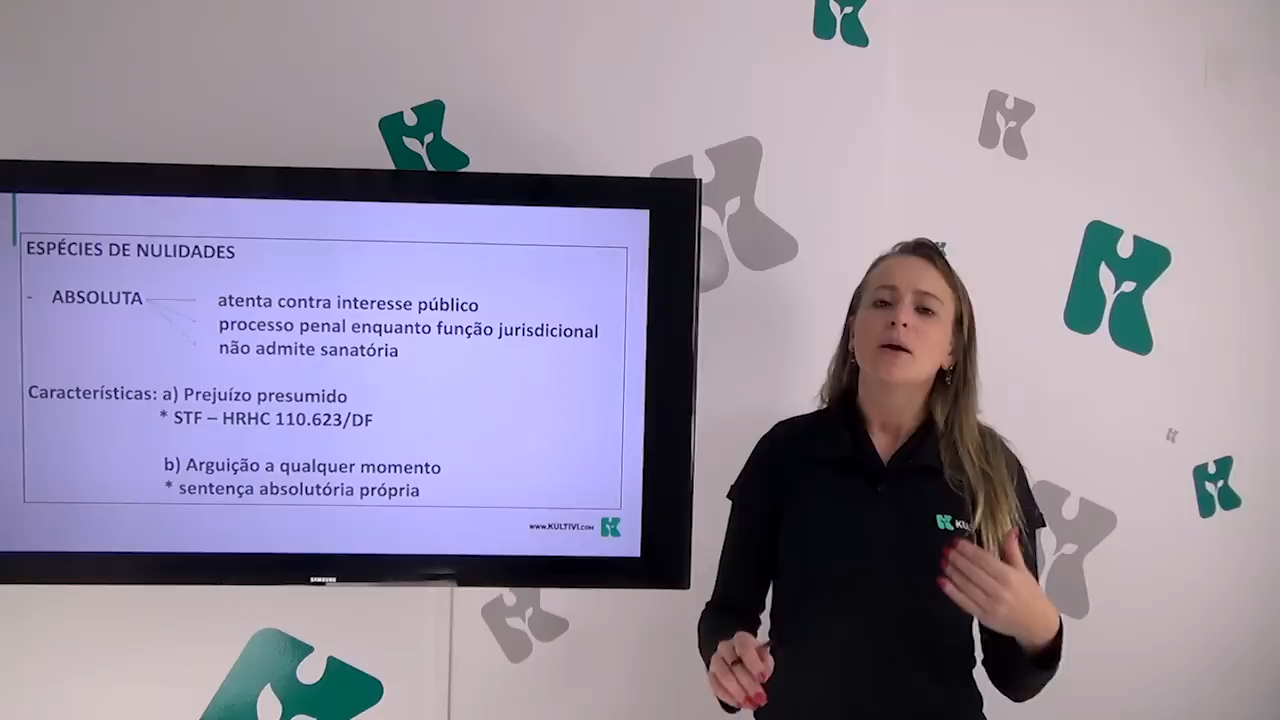 ESPÉCIES DE NULIDADES
- ABSOLUTA
atenta contra interesse público
processo penal enquanto função jurisdicional
não admite sanatória
Características: a) Prejuízo presumido
* STF – HRHC 110.623/DF
b) Arguição a qualquer momento
* sentença absolutória própria
www.KULTIVI.COM
SAMSUNG